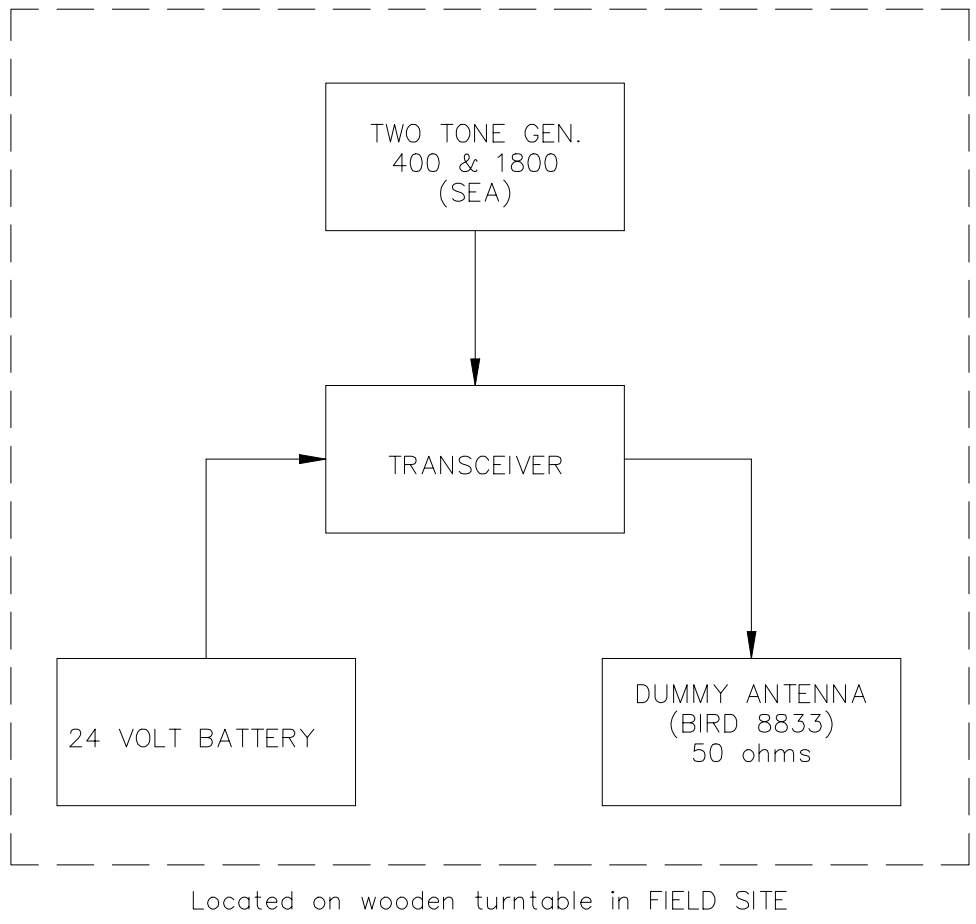 TWO TONE GEN.
400 & 1800
(SEA)
TRANSCEIVER
24 VOLT BATTERY
DUMMY ANTENNA
(BIRD 8833)
50 ohms
Located on wooden turntable in FIELD SITE